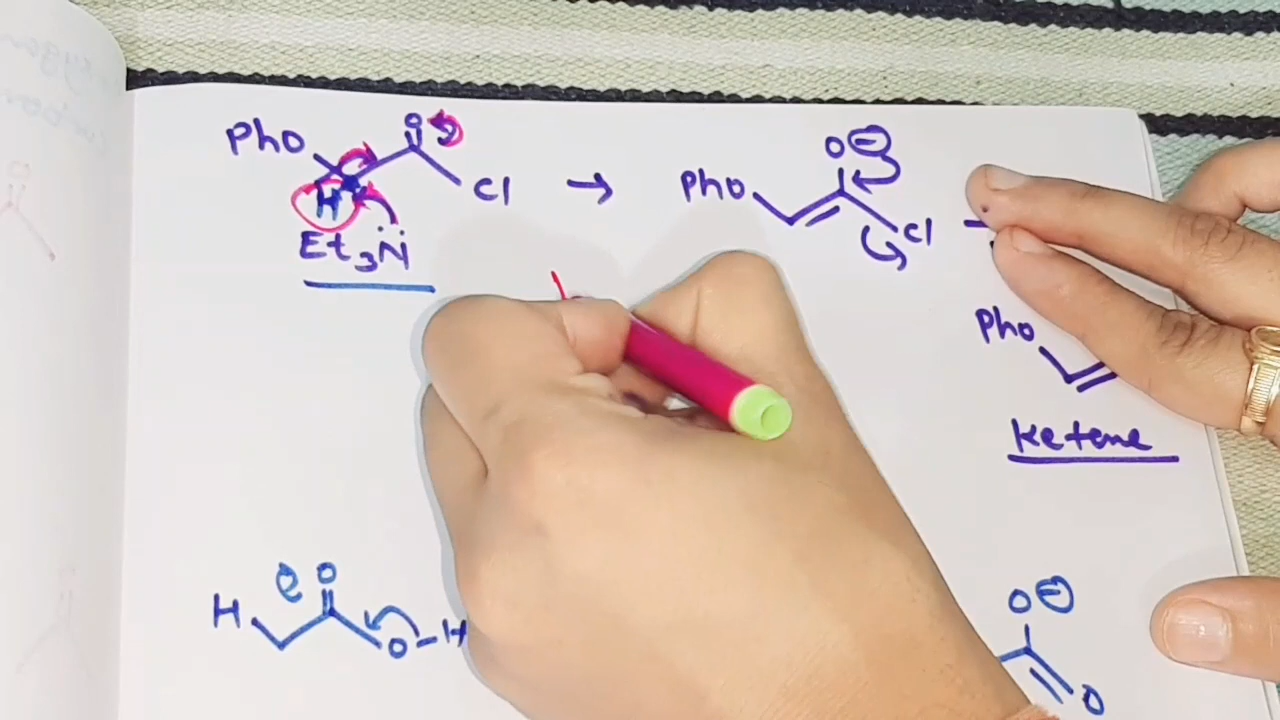 PhO O Cl → PhO O⊖ Cl
H
Et₃N̈
PhO
Ketene
H O O-H O⊖ O